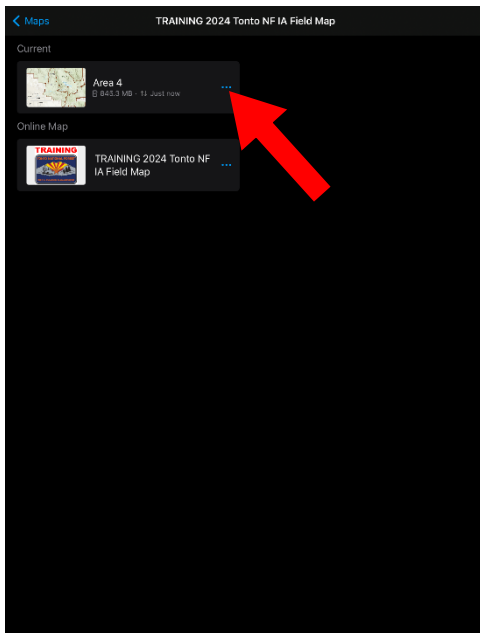 Maps
TRAINING 2024 Tonto NF IA Field Map
Current
Area 4
845.3 MB · Just now
Online Map
TRAINING
TRAINING 2024 Tonto NF
IA Field Map